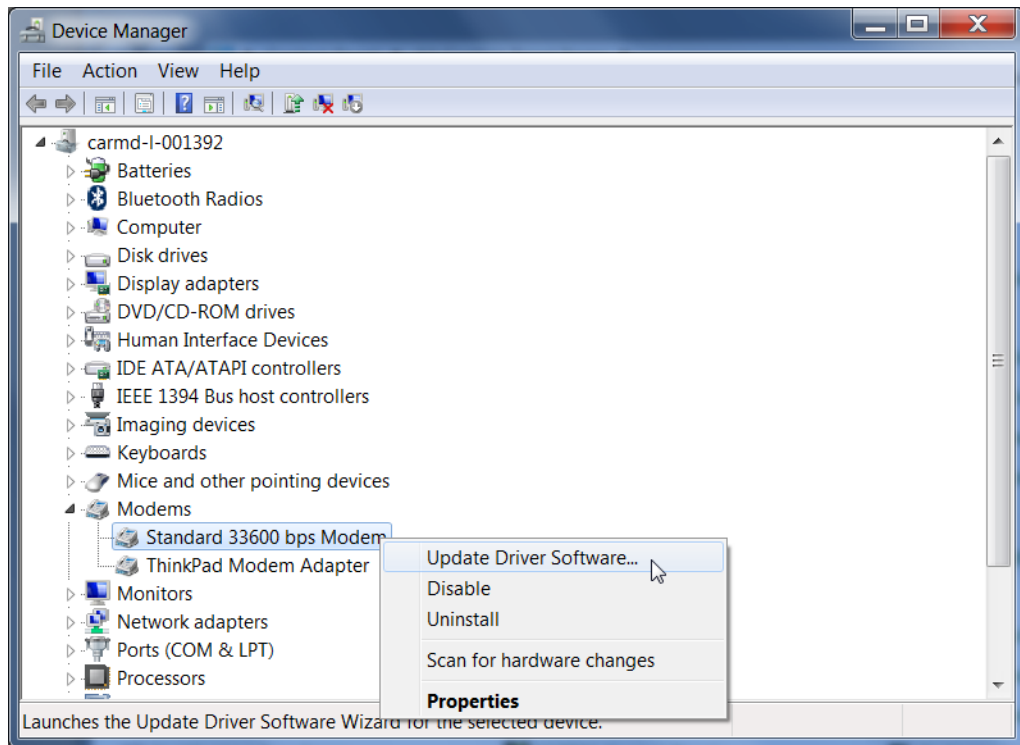 Device Manager
File Action View Help
carmd-l-001392
Batteries
Bluetooth Radios
Computer
Disk drives
Display adapters
DVD/CD-ROM drives
Human Interface Devices
IDE ATA/ATAPI controllers
IEEE 1394 Bus host controllers
Imaging devices
Keyboards
Mice and other pointing devices
Modems
Standard 33600 bps Modem
ThinkPad Modem Adapter
Monitors
Network adapters
Ports (COM & LPT)
Processors
Update Driver Software...
Disable
Uninstall
Scan for hardware changes
Properties
Launches the Update Driver Software Wizard for the selected device.